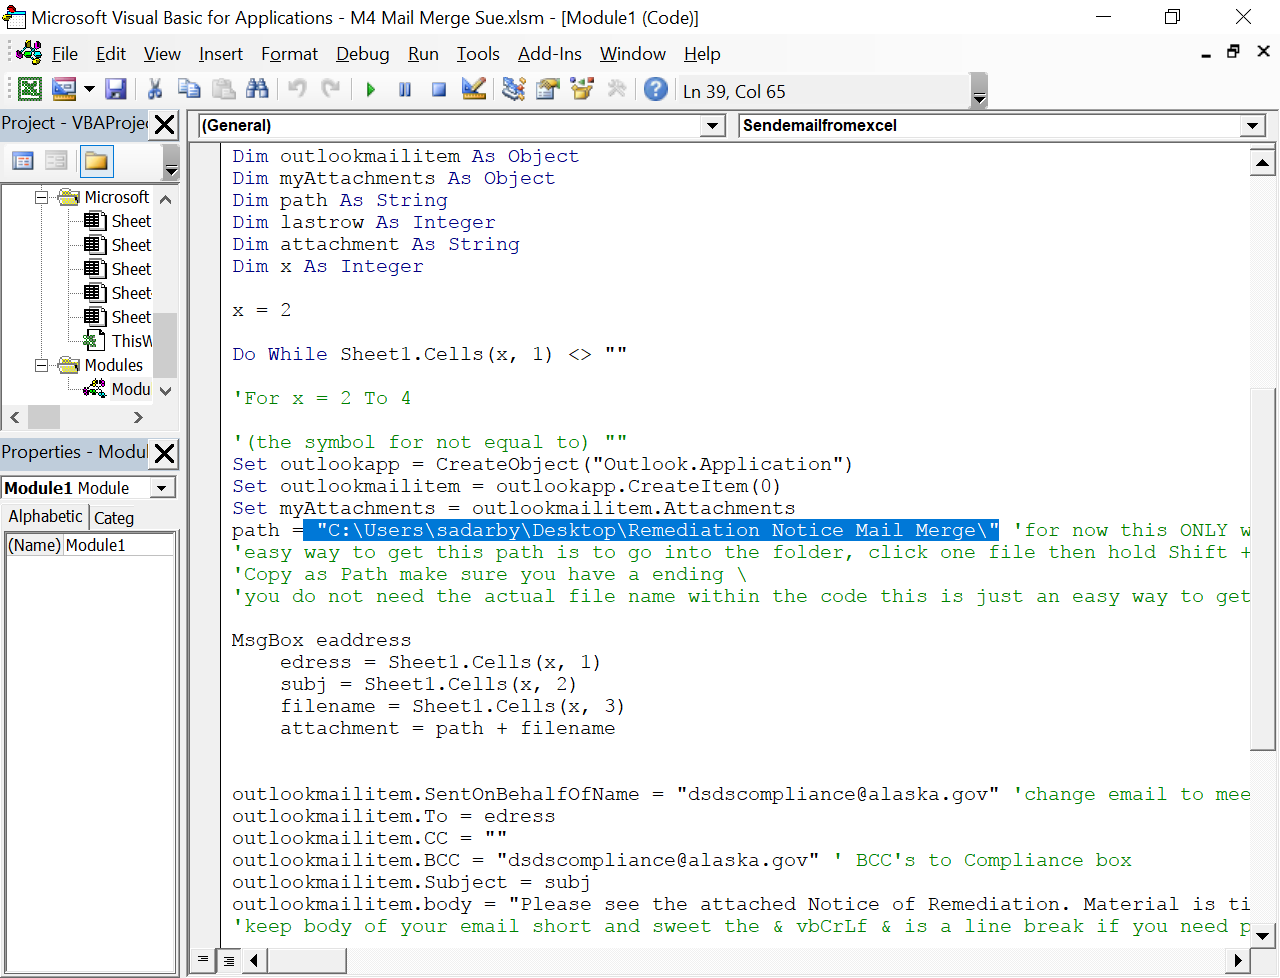 Microsoft Visual Basic for Applications - M4 Mail Merge Sue.xlsm - [Module1 (Code)]
File Edit View Insert Format Debug Run Tools Add-Ins Window Help
Ln 39, Col 65
Project - VBAProje
(General)
Sendemailfromexcel
Microsoft
Sheet
Sheet
Sheet
Sheet
Sheet
ThisW
Modules
Modu
Properties - Modul
Module1 Module
Alphabetic Categ
(Name) Module1
Dim outlookmailitem As Object
Dim myAttachments As Object
Dim path As String
Dim lastrow As Integer
Dim attachment As String
Dim x As Integer
x = 2
Do While Sheet1.Cells(x, 1) <> ""
'For x = 2 To 4
'(the symbol for not equal to) ""
Set outlookapp = CreateObject("Outlook.Application")
Set outlookmailitem = outlookapp.CreateItem(0)
Set myAttachments = outlookmailitem.Attachments
path = "C:\Users\sadarby\Desktop\Remediation Notice Mail Merge\" 'for now this ONLY w
'easy way to get this path is to go into the folder, click one file then hold Shift +
'Copy as Path make sure you have a ending \
'you do not need the actual file name within the code this is just an easy way to get
MsgBox eaddress
edress = Sheet1.Cells(x, 1)
subj = Sheet1.Cells(x, 2)
filename = Sheet1.Cells(x, 3)
attachment = path + filename
outlookmailitem.SentOnBehalfOfName = "dsdscompliance@alaska.gov" 'change email to mee
outlookmailitem.To = edress
outlookmailitem.CC = ""
outlookmailitem.BCC = "dsdscompliance@alaska.gov" ' BCC's to Compliance box
outlookmailitem.Subject = subj
outlookmailitem.body = "Please see the attached Notice of Remediation. Material is ti
'keep body of your email short and sweet the & vbCrLf & is a line break if you need p